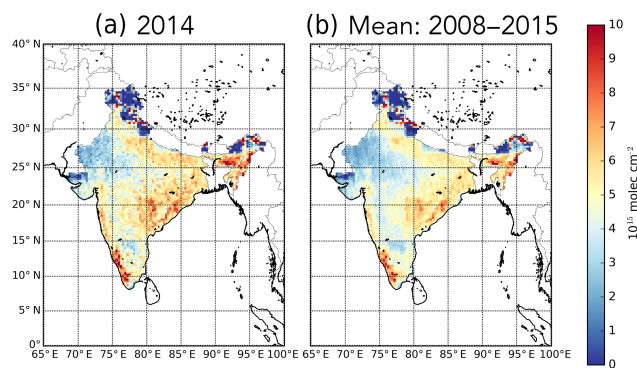 (a) 2014
(b) Mean: 2008–2015
40° N
35° N
30° N
25° N
20° N
15° N
10° N
5° N
0°
65° E 70° E 75° E 80° E 85° E 90° E 95° E 100° E
65° E 70° E 75° E 80° E 85° E 90° E 95° E 100° E
10
9
8
7
6
5
4
3
2
1
0
10¹⁵ molec cm⁻²